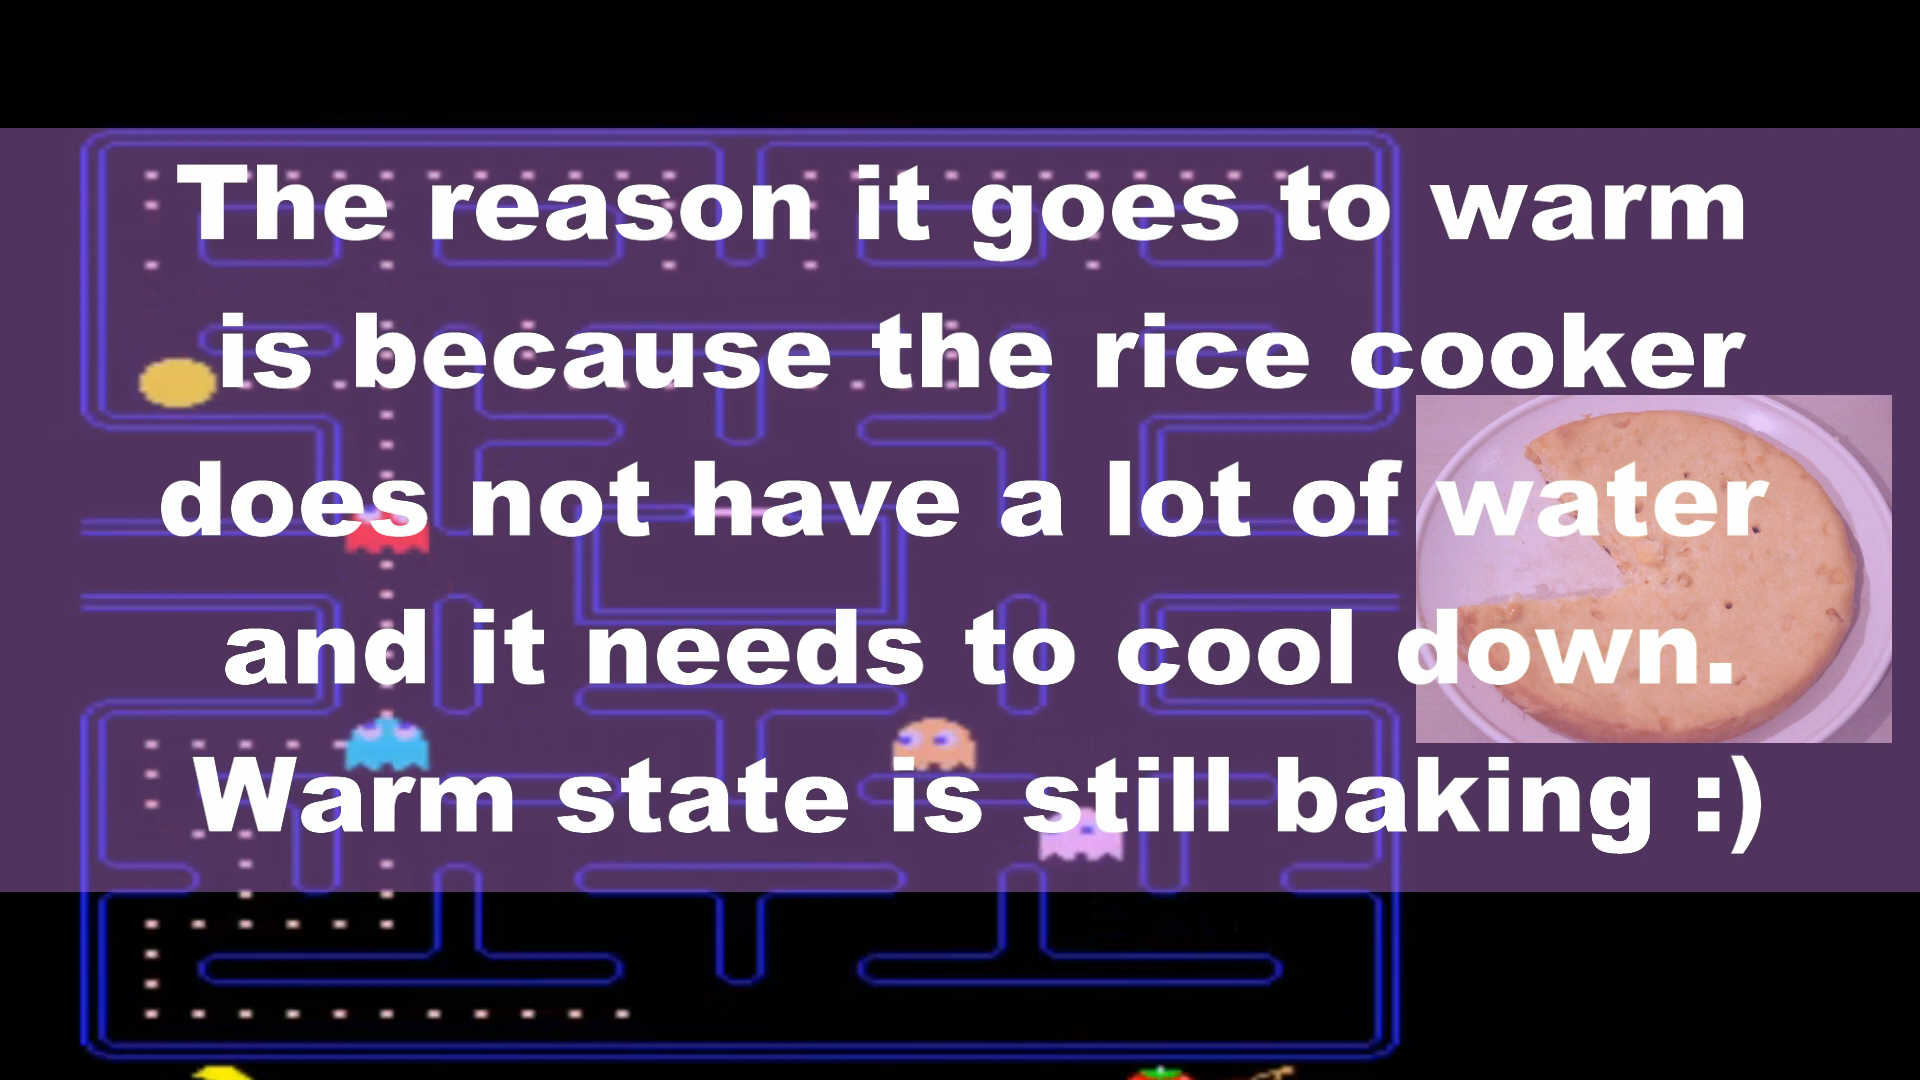 The reason it goes to warm
is because the rice cooker
does not have a lot of water
and it needs to cool down.
Warm state is still baking :)